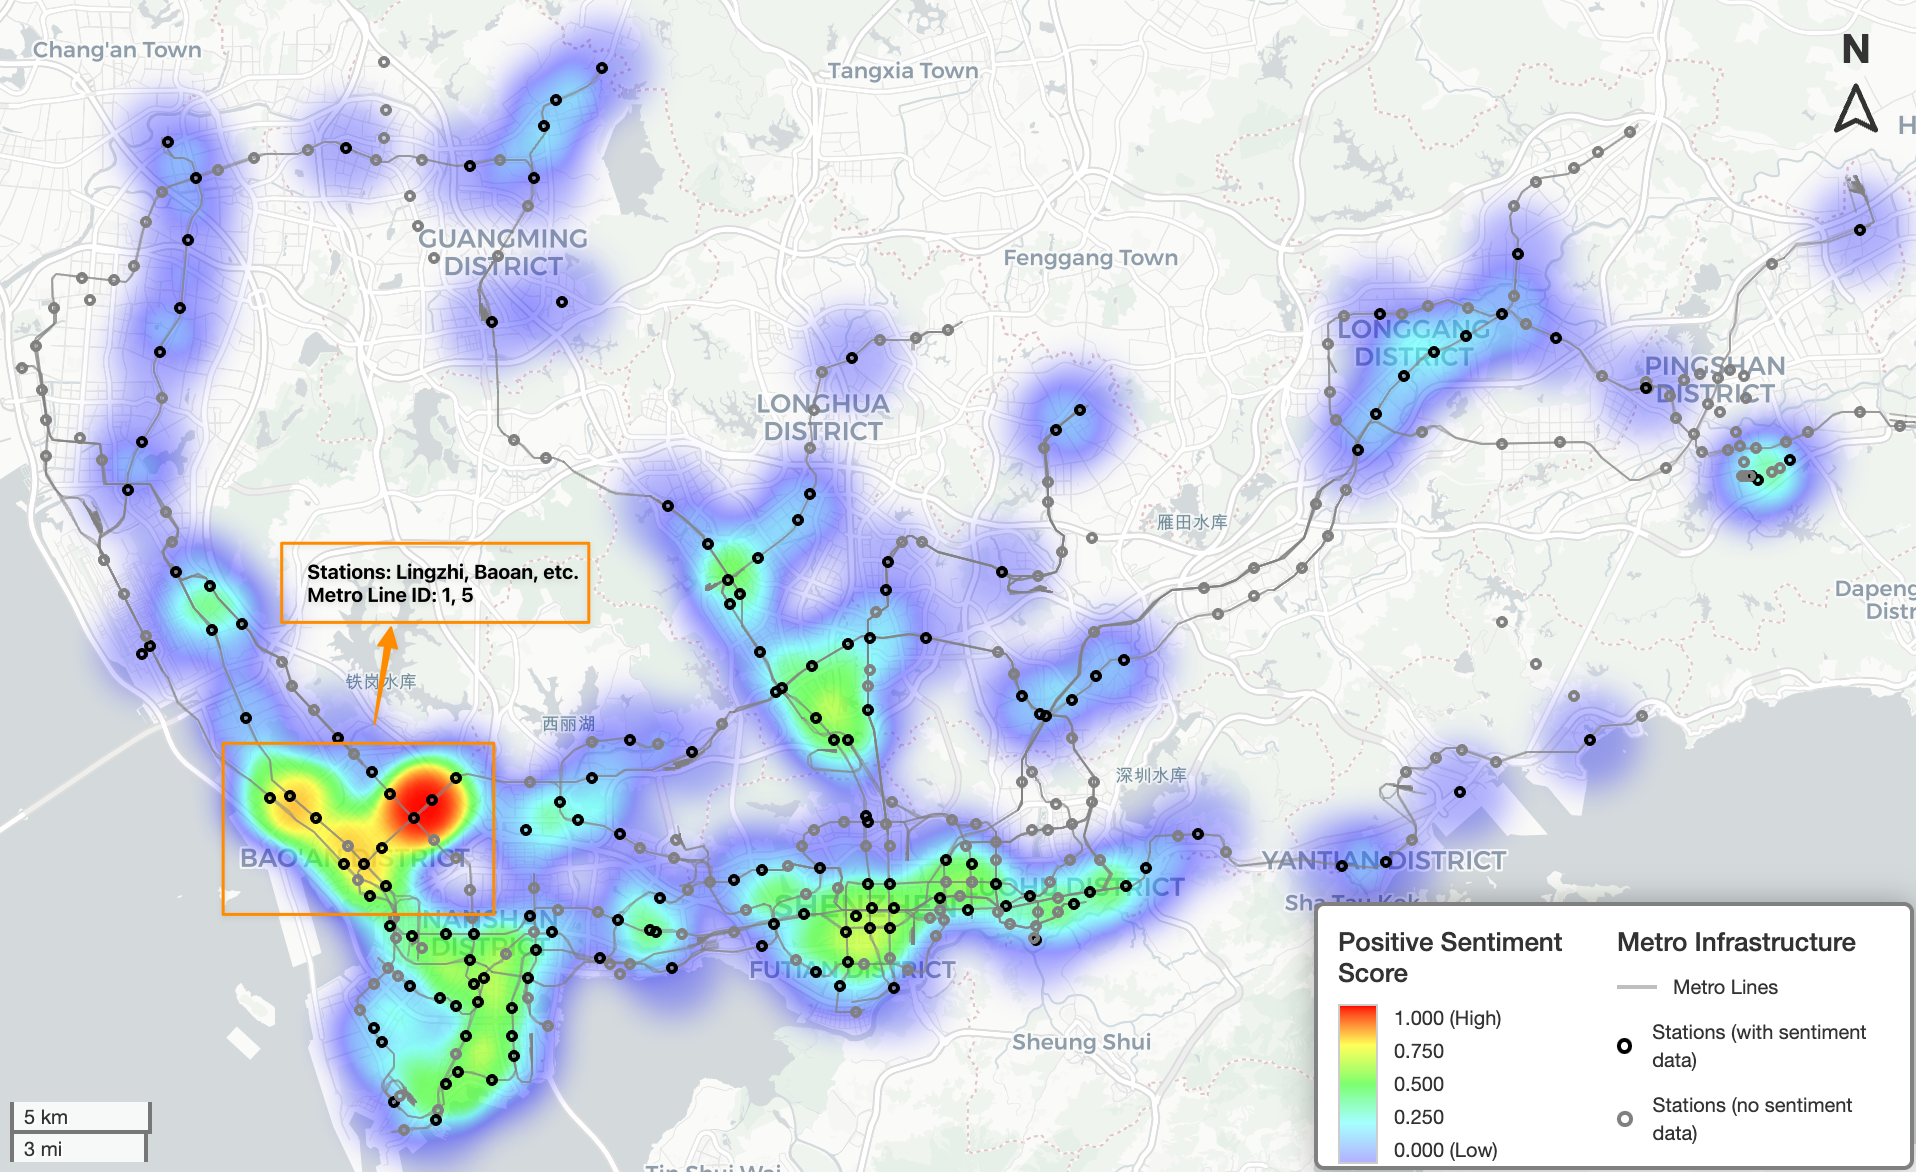 Chang'an Town
Tangxia Town
N
H
GUANGMING
DISTRICT
Fenggang Town
LONGGANG
DISTRICT
PINGSHAN
DISTRICT
LONGHUA
DISTRICT
雁田水库
Stations: Lingzhi, Baoan, etc.
Metro Line ID: 1, 5
Dapeng
Distr
铁岗水库
西丽湖
深圳水库
BAO'AN DISTRICT
YANTIAN DISTRICT
LUOHU DISTRICT
SHENZHEN
Sha Tau Kok
NANSHAN
DISTRICT
FUTIAN DISTRICT
Sheung Shui
Tin Shui Wai
5 km
3 mi
Positive Sentiment
Score
1.000 (High)
0.750
0.500
0.250
0.000 (Low)
Metro Infrastructure
Metro Lines
Stations (with sentiment
data)
Stations (no sentiment
data)